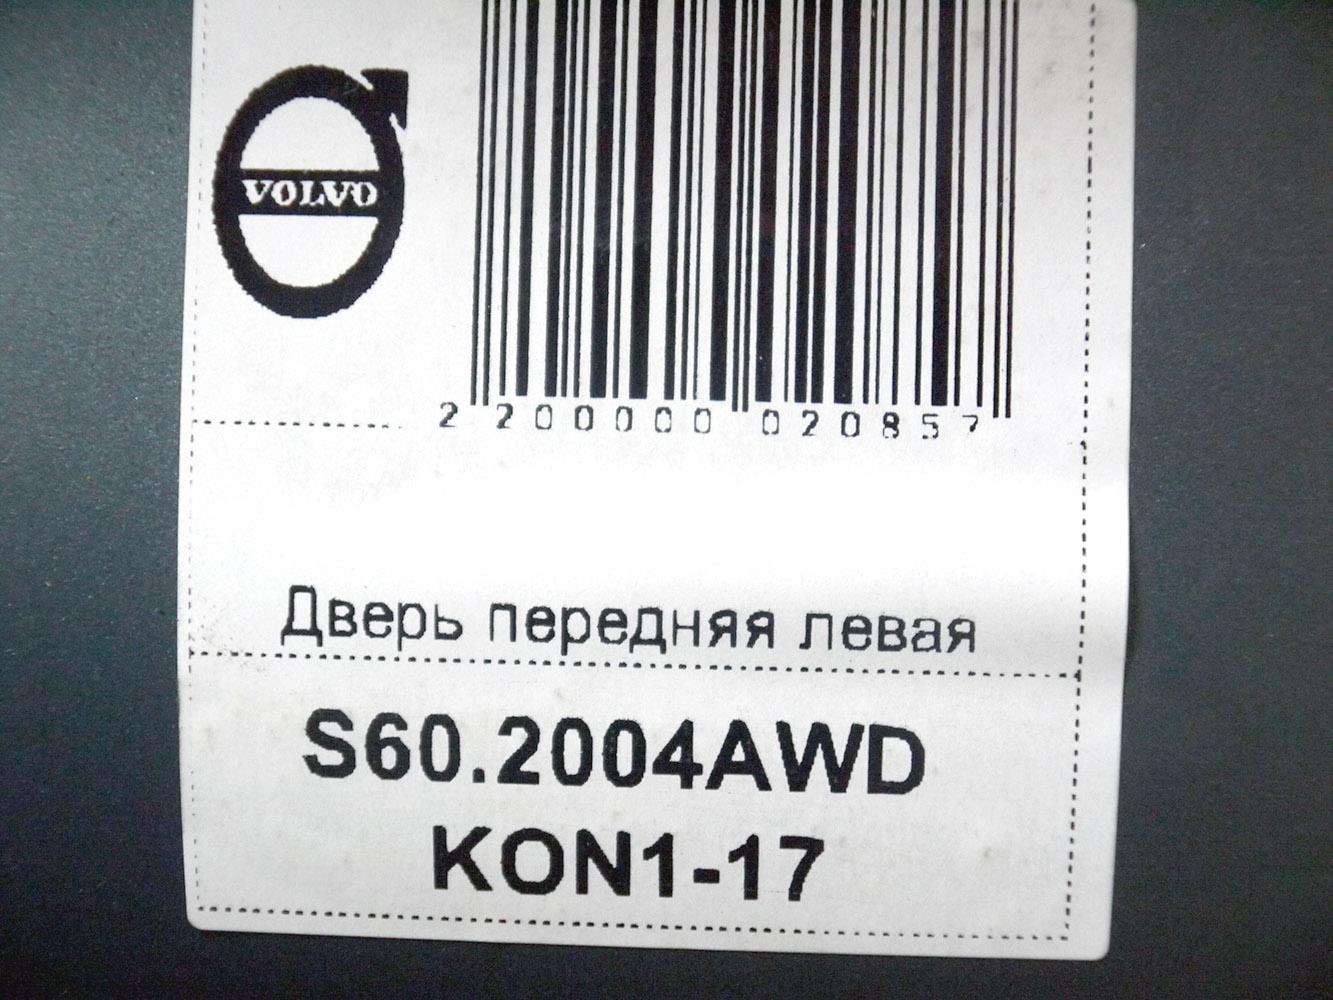 VOLVO
2 200000 020857
Дверь передняя левая
S60.2004AWD
KON1-17